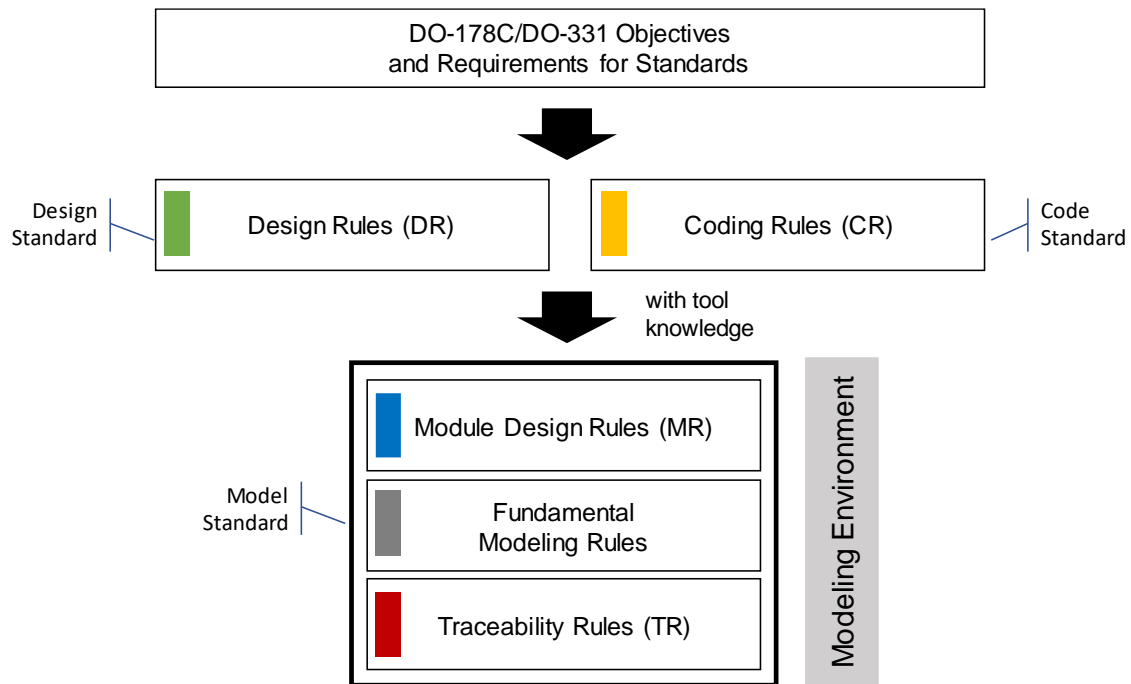 DO-178C/DO-331 Objectives
and Requirements for Standards
Design
Standard
Design Rules (DR)
Coding Rules (CR)
Code
Standard
with tool
knowledge
Module Design Rules (MR)
Model
Standard
Fundamental
Modeling Rules
Traceability Rules (TR)
Modeling Environment